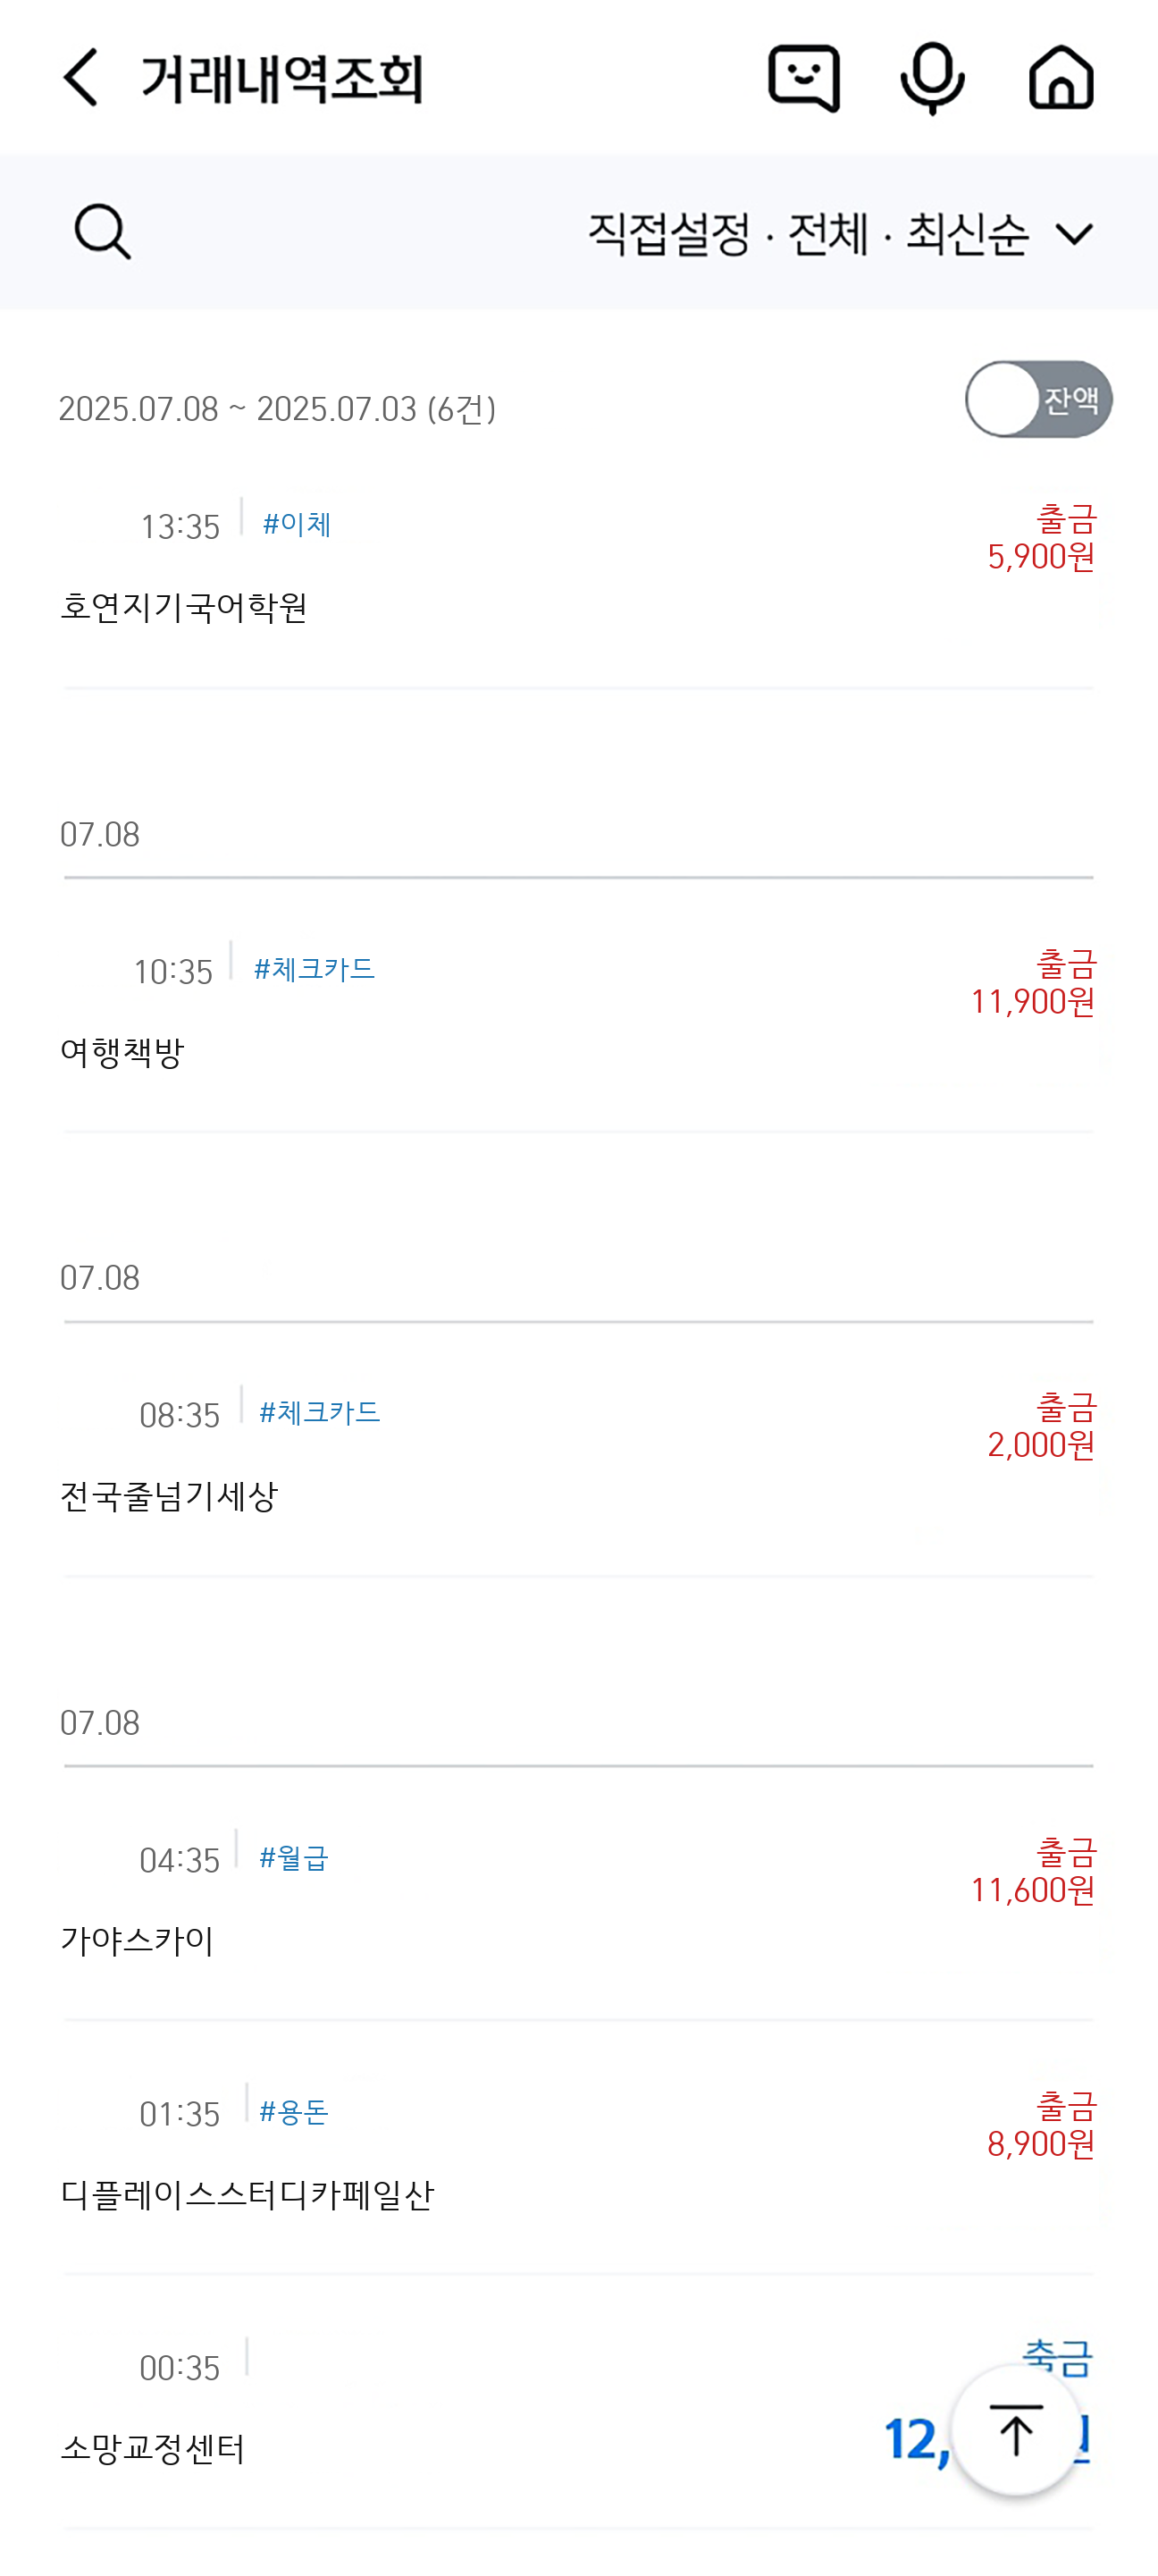 거래내역조회
직접설정 · 전체 · 최신순
2025.07.08 ~ 2025.07.03 (6건)
잔액
13:35 #이체
출금
5,900원
호연지기국어학원
07.08
10:35 #체크카드
출금
11,900원
여행책방
07.08
08:35 #체크카드
출금
2,000원
전국줄넘기세상
07.08
04:35 #월급
출금
11,600원
가야스카이
01:35 #용돈
출금
8,900원
디플레이스스터디카페일산
00:35
소망교정센터
12,